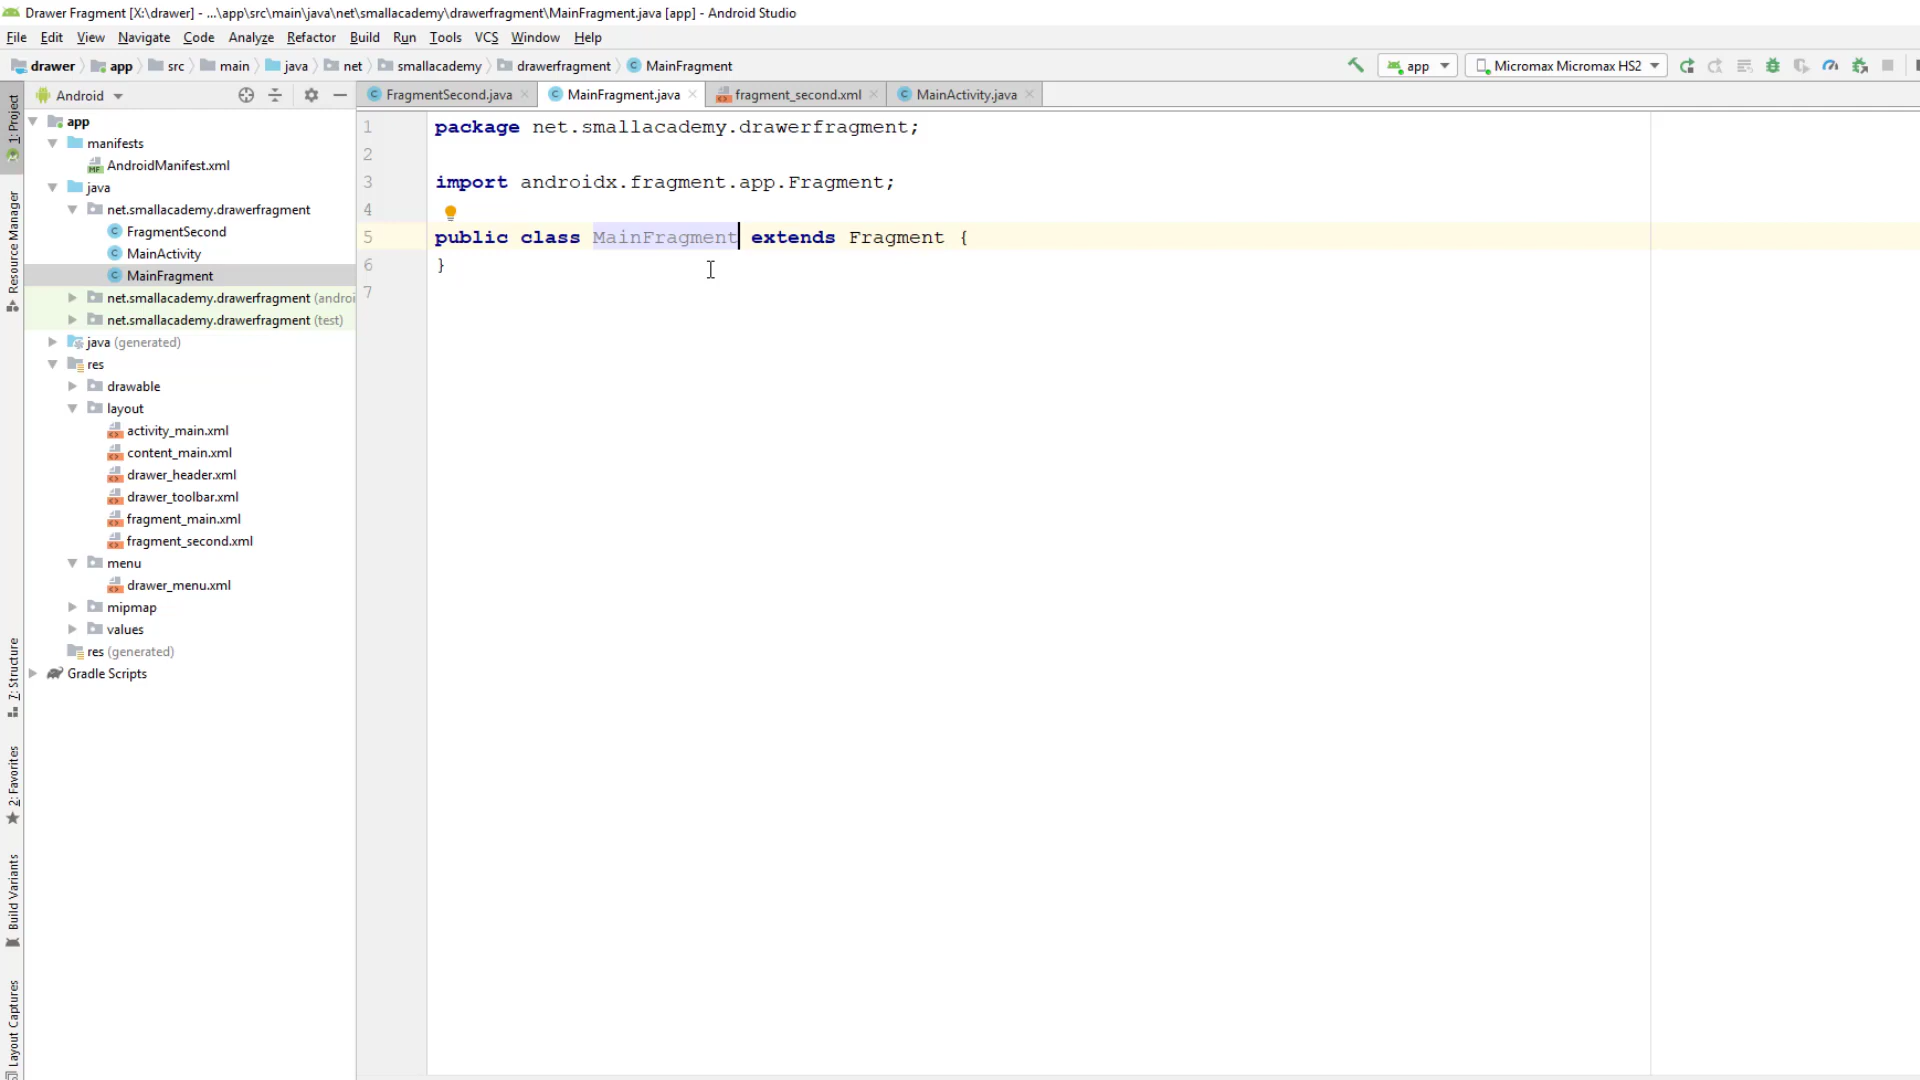 Drawer Fragment [X:\drawer] - ...\app\src\main\java\net\smallacademy\drawerfragment\MainFragment.java [app] - Android Studio
File Edit View Navigate Code Analyze Refactor Build Run Tools VCS Window Help
drawer app src main java net smallacademy drawerfragment MainFragment
app Micromax Micromax HS2
Android
FragmentSecond.java MainFragment.java fragment_second.xml MainActivity.java
1: Project
Resource Manager
7: Structure
2: Favorites
Build Variants
Layout Captures
app
manifests
AndroidManifest.xml
java
net.smallacademy.drawerfragment
FragmentSecond
MainActivity
MainFragment
net.smallacademy.drawerfragment (androi
net.smallacademy.drawerfragment (test)
java (generated)
res
drawable
layout
activity_main.xml
content_main.xml
drawer_header.xml
drawer_toolbar.xml
fragment_main.xml
fragment_second.xml
menu
drawer_menu.xml
mipmap
values
res (generated)
Gradle Scripts
1 package net.smallacademy.drawerfragment;
2
3 import androidx.fragment.app.Fragment;
4
5 public class MainFragment extends Fragment {
6 }
7